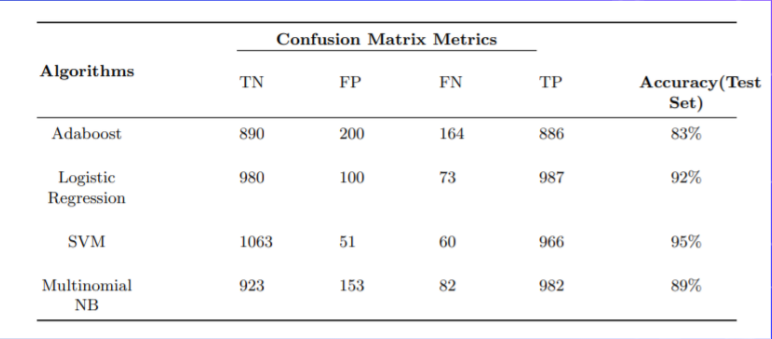 Confusion Matrix Metrics
Algorithms
TN FP FN TP Accuracy(Test
Set)
Adaboost 890 200 164 886 83%
Logistic 980 100 73 987 92%
Regression
SVM 1063 51 60 966 95%
Multinomial 923 153 82 982 89%
NB